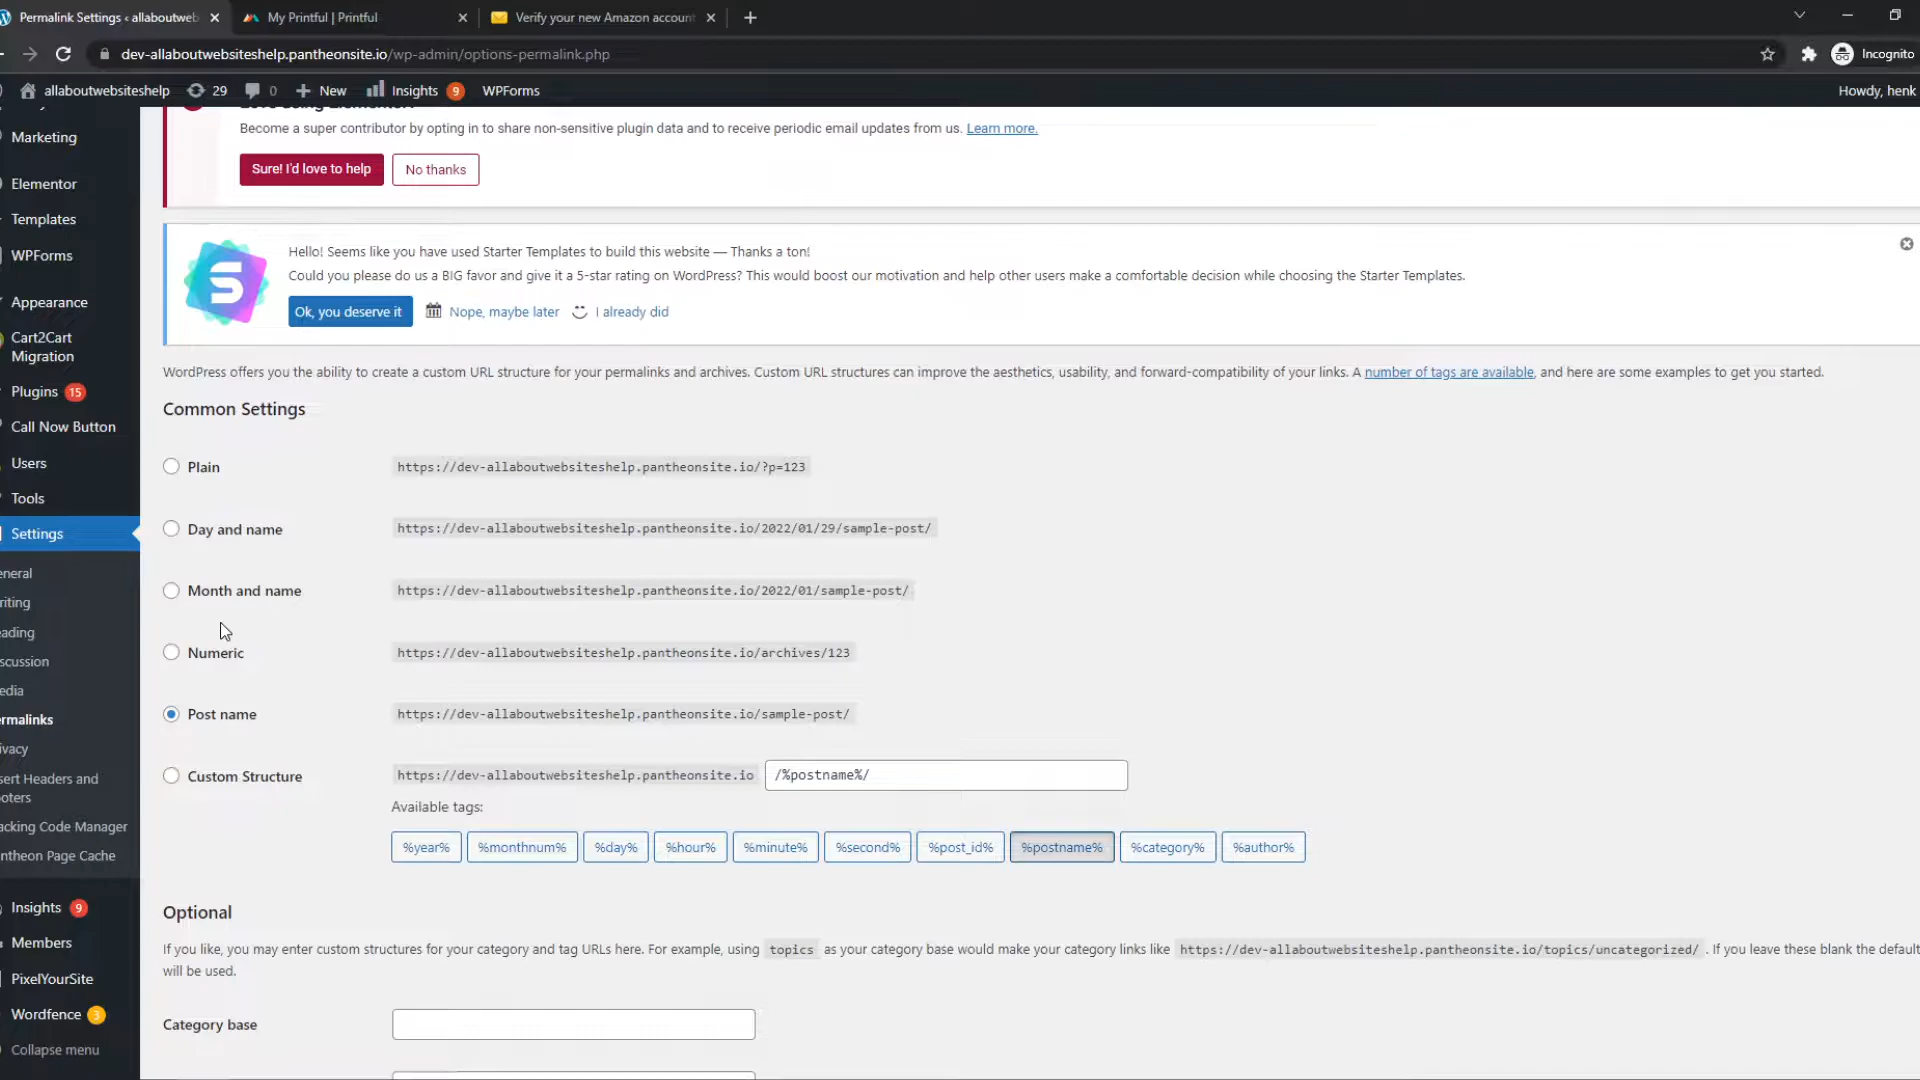 Permalink Settings ‹ allaboutweb
My Printful | Printful
Verify your new Amazon account
dev-allaboutwebsiteshelp.pantheonsite.io/wp-admin/options-permalink.php
Incognito
allaboutwebsiteshelp
29
0
New
Insights 9
WPForms
Howdy, henk
Become a super contributor by opting in to share non-sensitive plugin data and to receive periodic email updates from us. Learn more.
Sure! I'd love to help
No thanks
Hello! Seems like you have used Starter Templates to build this website — Thanks a ton!
Could you please do us a BIG favor and give it a 5-star rating on WordPress? This would boost our motivation and help other users make a comfortable decision while choosing the Starter Templates.
Ok, you deserve it
Nope, maybe later
I already did
Marketing
Elementor
Templates
WPForms
Appearance
Cart2Cart
Migration
Plugins 15
Call Now Button
Users
Tools
Settings
eneral
riting
eading
scussion
edia
ermalinks
ivacy
sert Headers and
oters
acking Code Manager
ntheon Page Cache
Insights 9
Members
PixelYourSite
Wordfence 3
Collapse menu
WordPress offers you the ability to create a custom URL structure for your permalinks and archives. Custom URL structures can improve the aesthetics, usability, and forward-compatibility of your links. A number of tags are available, and here are some examples to get you started.
Common Settings
Plain
https://dev-allaboutwebsiteshelp.pantheonsite.io/?p=123
Day and name
https://dev-allaboutwebsiteshelp.pantheonsite.io/2022/01/29/sample-post/
Month and name
https://dev-allaboutwebsiteshelp.pantheonsite.io/2022/01/sample-post/
Numeric
https://dev-allaboutwebsiteshelp.pantheonsite.io/archives/123
Post name
https://dev-allaboutwebsiteshelp.pantheonsite.io/sample-post/
Custom Structure
https://dev-allaboutwebsiteshelp.pantheonsite.io
/%postname%/
Available tags:
%year%
%monthnum%
%day%
%hour%
%minute%
%second%
%post_id%
%postname%
%category%
%author%
Optional
If you like, you may enter custom structures for your category and tag URLs here. For example, using topics as your category base would make your category links like https://dev-allaboutwebsiteshelp.pantheonsite.io/topics/uncategorized/ . If you leave these blank the default
will be used.
Category base